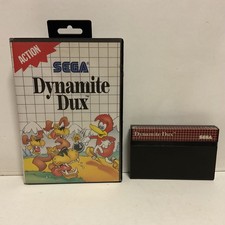 ACTION
SEGA
Dynamite
Dux
Dynamite Dux
SEGA